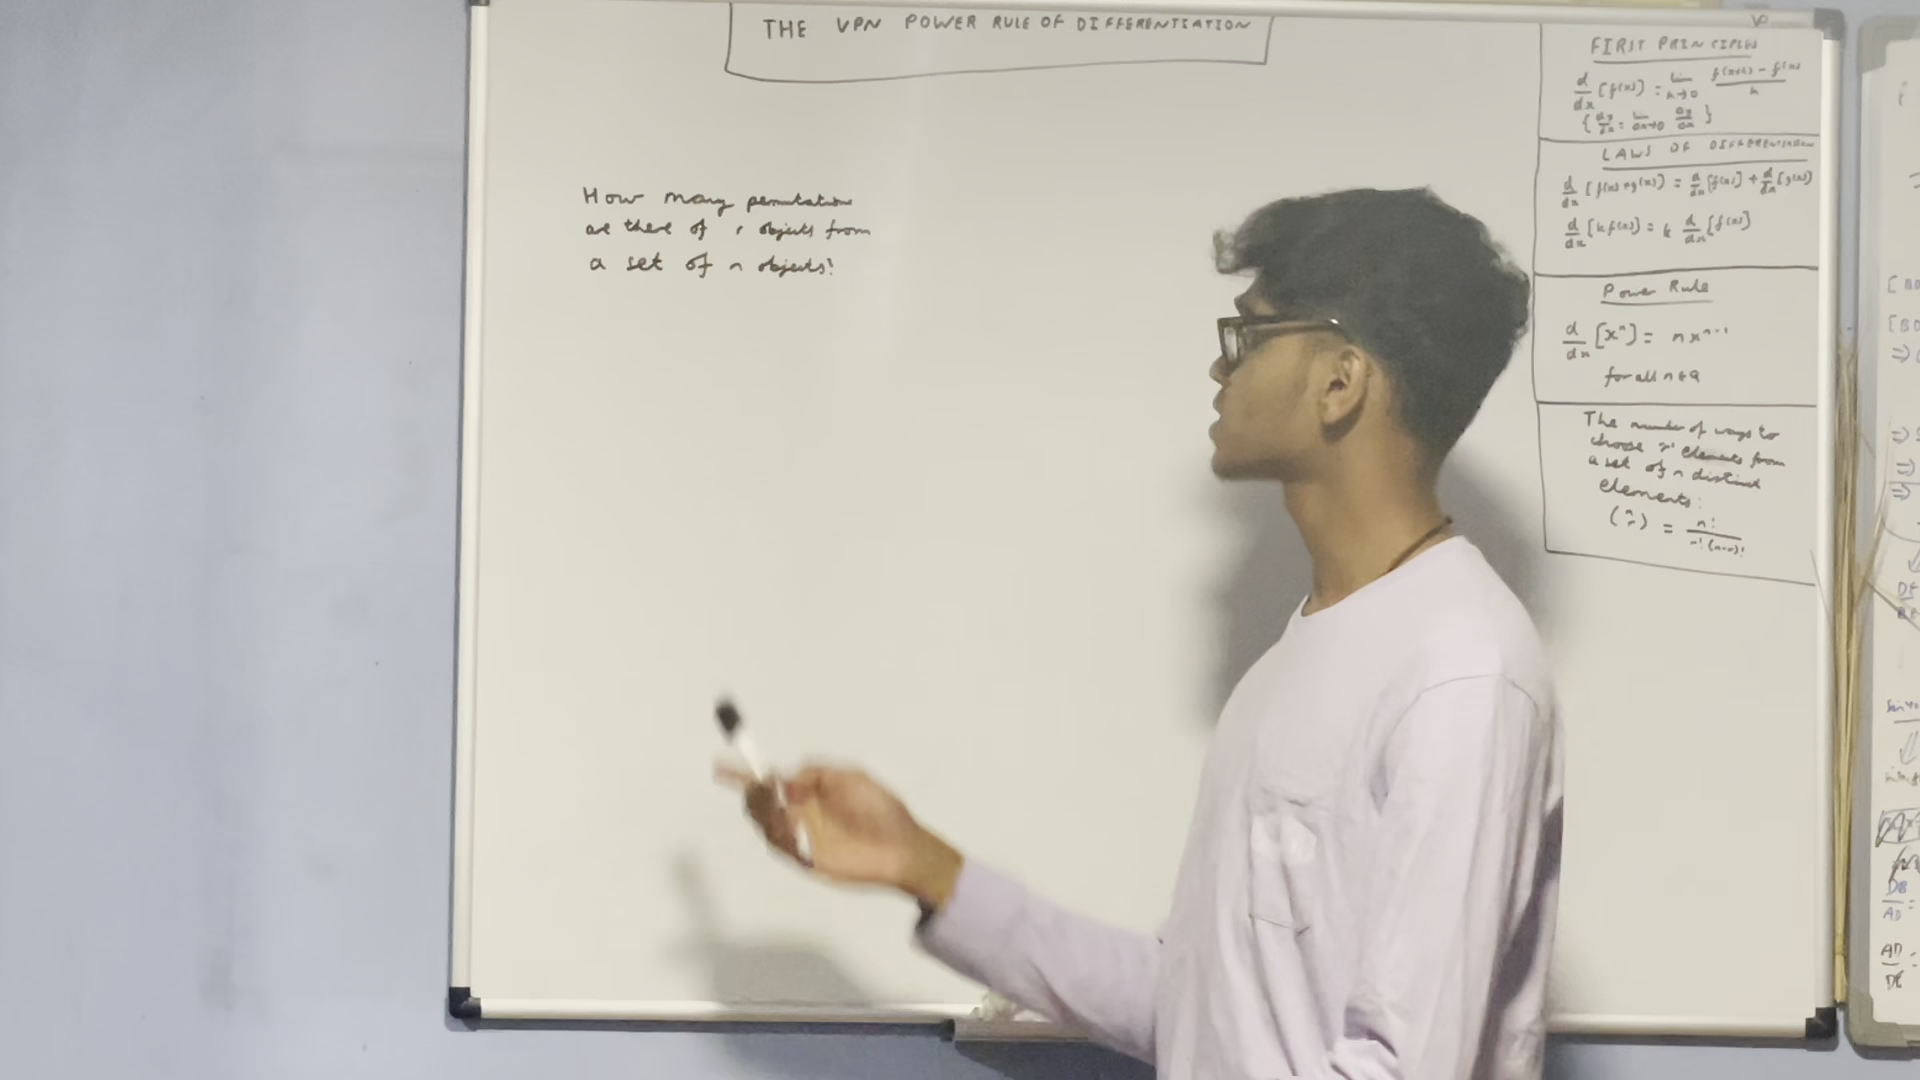 THE VPN POWER RULE OF DIFFERENTIATION
How many permutations
are there of r objects from
a set of n objects?
FIRST PRINCIPLES
d/dx [f(x)] = lim h→0 f(x+h) - f(x) / h
{ dy/dx = lim Δx→0 Δy/Δx }
LAWS OF DIFFERENTIATION
d/dx [f(x)+g(x)] = d/dx [f(x)] + d/dx [g(x)]
d/dx [k f(x)] = k d/dx [f(x)]
Power Rule
d/dx [xⁿ] = n xⁿ⁻¹
for all n ∈ Q
The number of ways to
choose 'r' elements from
a set of n distinct
elements:
(n r) = n! / r!(n-r)!